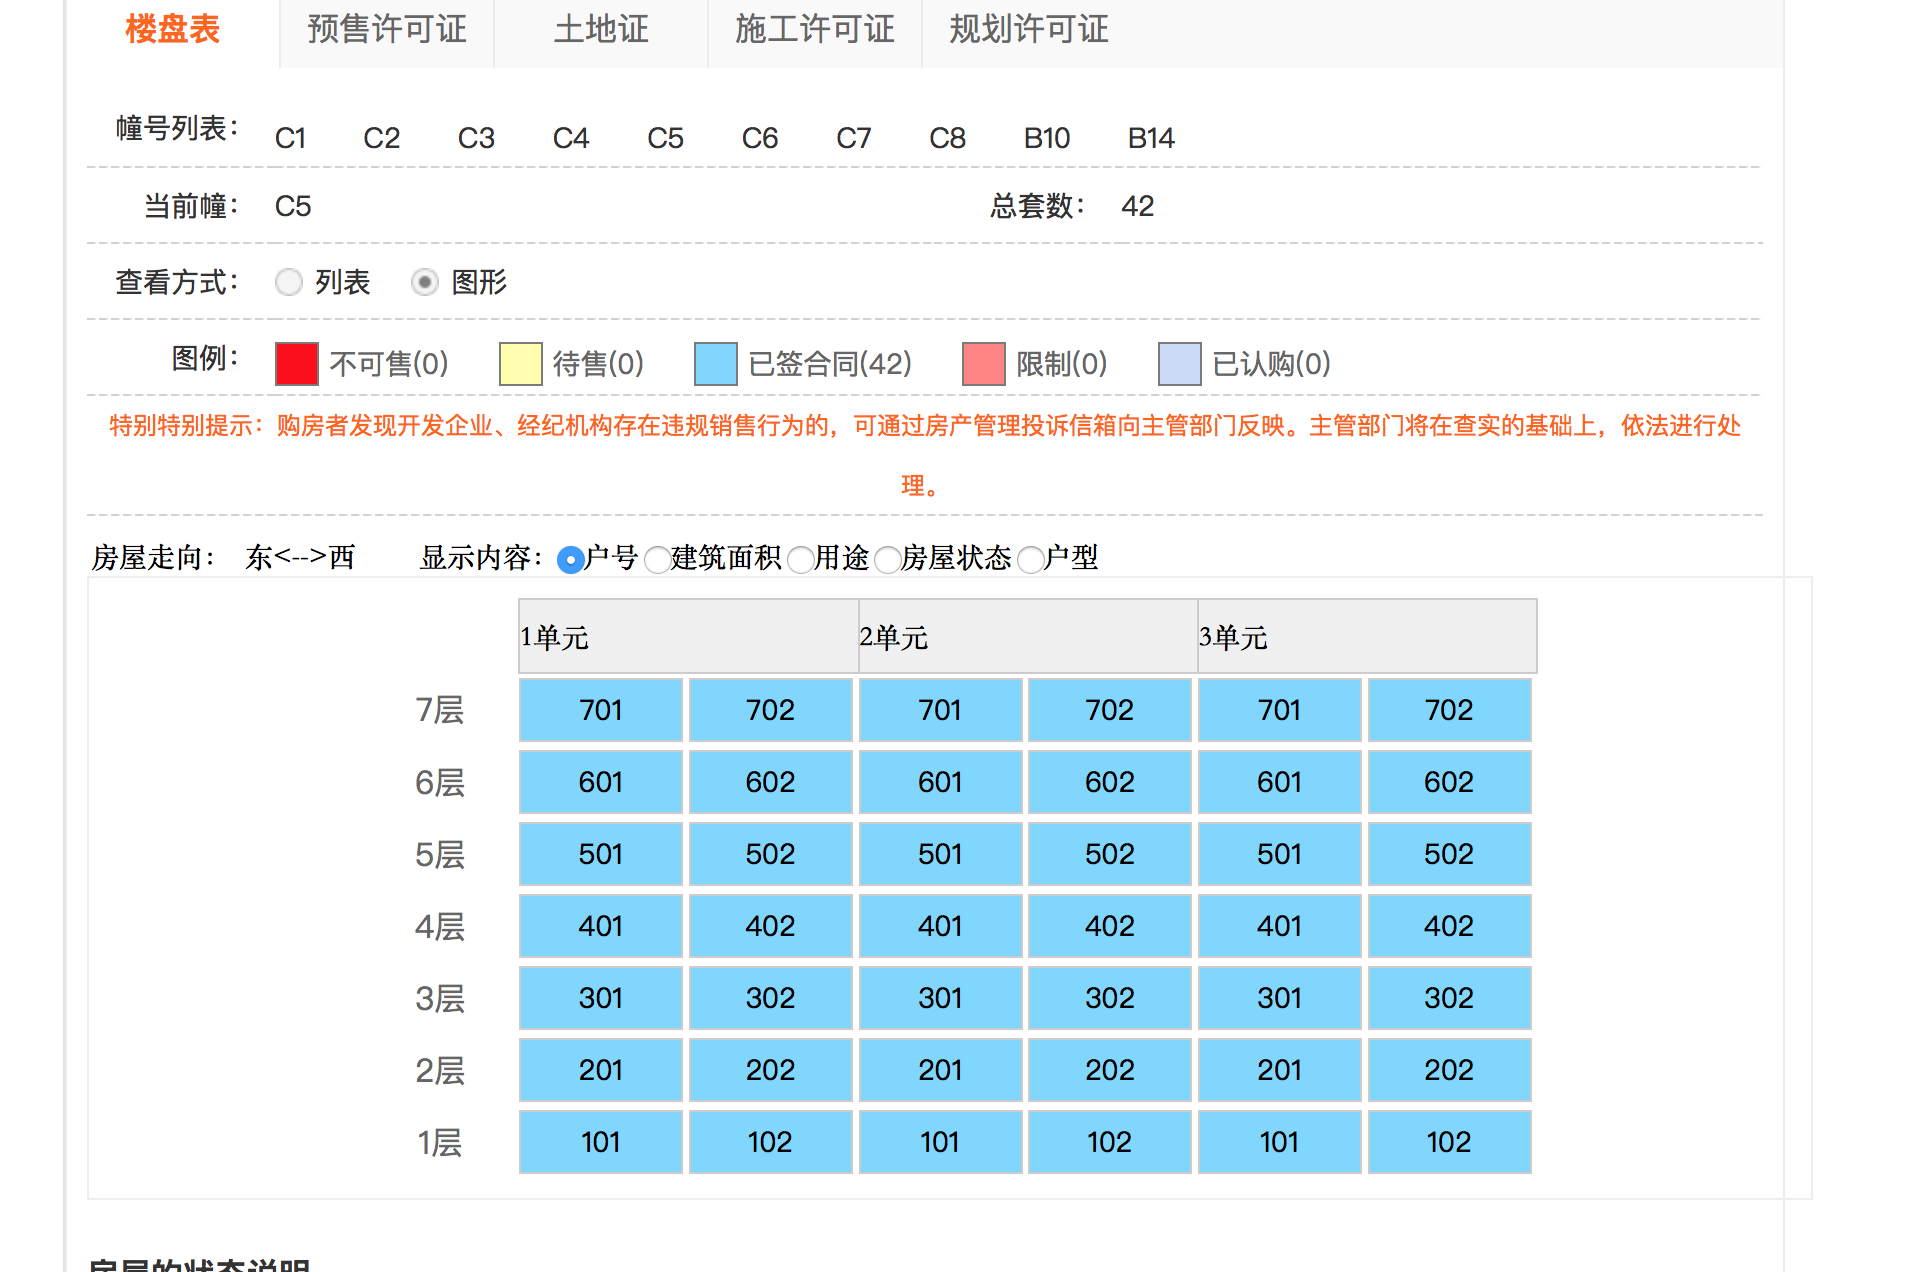 楼盘表 预售许可证 土地证 施工许可证 规划许可证
幢号列表： C1 C2 C3 C4 C5 C6 C7 C8 B10 B14
当前幢： C5 总套数： 42
查看方式： 列表 图形
图例： 不可售(0) 待售(0) 已签合同(42) 限制(0) 已认购(0)
特别特别提示：购房者发现开发企业、经纪机构存在违规销售行为的，可通过房产管理投诉信箱向主管部门反映。主管部门将在查实的基础上，依法进行处
理。
房屋走向： 东<-->西 显示内容： 户号 建筑面积 用途 房屋状态 户型
1单元 2单元 3单元
7层 701 702 701 702 701 702
6层 601 602 601 602 601 602
5层 501 502 501 502 501 502
4层 401 402 401 402 401 402
3层 301 302 301 302 301 302
2层 201 202 201 202 201 202
1层 101 102 101 102 101 102
房屋的状态说明